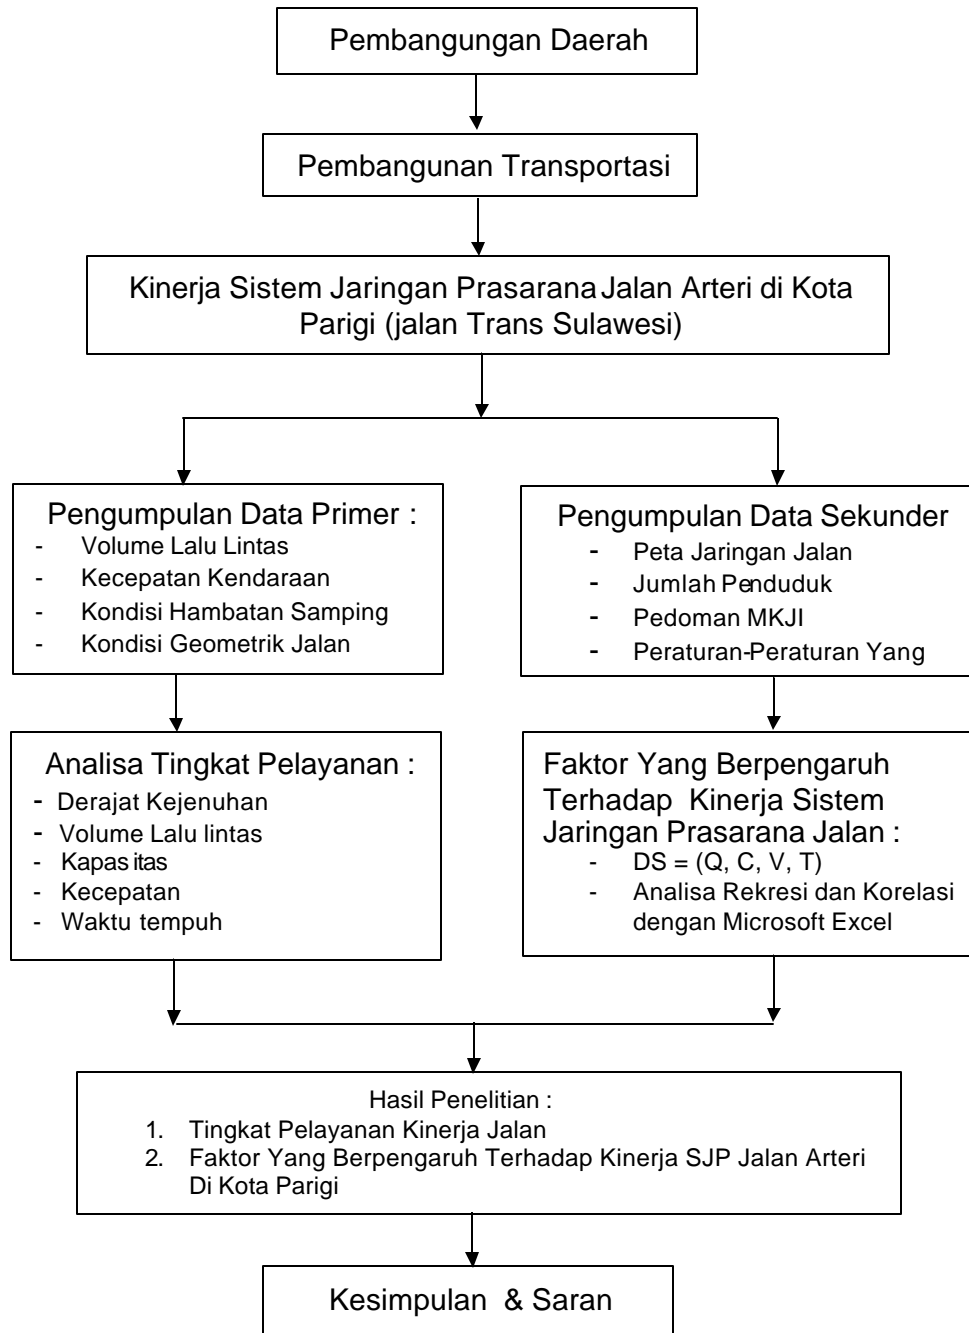 Pembangungan Daerah
Pembangunan Transportasi
Kinerja Sistem Jaringan Prasarana Jalan Arteri di Kota
Parigi (jalan Trans Sulawesi)
Pengumpulan Data Primer :
- Volume Lalu Lintas
- Kecepatan Kendaraan
- Kondisi Hambatan Samping
- Kondisi Geometrik Jalan
Pengumpulan Data Sekunder
- Peta Jaringan Jalan
- Jumlah Penduduk
- Pedoman MKJI
- Peraturan-Peraturan Yang
Analisa Tingkat Pelayanan :
- Derajat Kejenuhan
- Volume Lalu lintas
- Kapasitas
- Kecepatan
- Waktu tempuh
Faktor Yang Berpengaruh
Terhadap Kinerja Sistem
Jaringan Prasarana Jalan :
- DS = (Q, C, V, T)
- Analisa Rekresi dan Korelasi
dengan Microsoft Excel
Hasil Penelitian :
1. Tingkat Pelayanan Kinerja Jalan
2. Faktor Yang Berpengaruh Terhadap Kinerja SJP Jalan Arteri
Di Kota Parigi
Kesimpulan & Saran